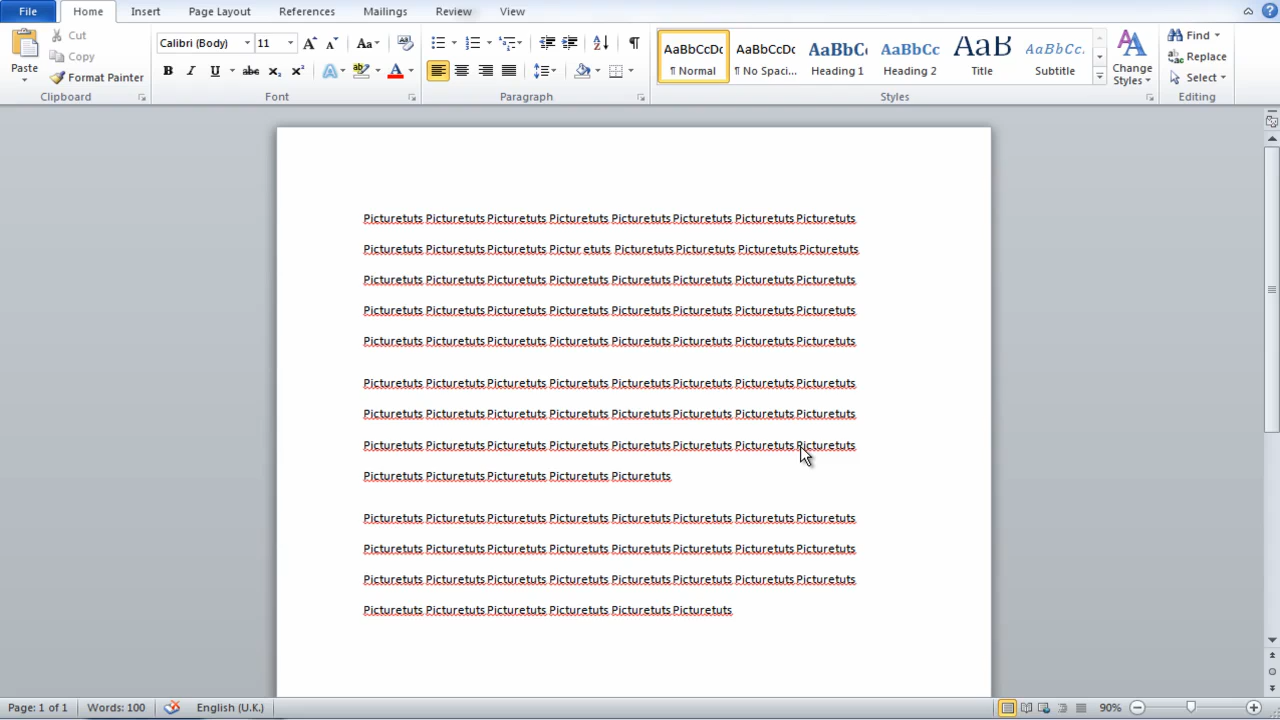 File Home Insert Page Layout References Mailings Review View
Paste Cut Copy Format Painter
Calibri (Body) 11 Aa
B I U abc x₂ x² A A
AaBbCcDc AaBbCcDc AaBbC AaBbCc AaB AaBbCc.
¶ Normal ¶ No Spaci... Heading 1 Heading 2 Title Subtitle
Change Styles
Find
Replace
Select
Clipboard Font Paragraph Styles Editing
Picturetuts Picturetuts Picturetuts Picturetuts Picturetuts Picturetuts Picturetuts Picturetuts
Picturetuts Picturetuts Picturetuts Pictur etuts Picturetuts Picturetuts Picturetuts Picturetuts
Picturetuts Picturetuts Picturetuts Picturetuts Picturetuts Picturetuts Picturetuts Picturetuts
Picturetuts Picturetuts Picturetuts Picturetuts Picturetuts Picturetuts Picturetuts Picturetuts
Picturetuts Picturetuts Picturetuts Picturetuts Picturetuts Picturetuts Picturetuts Picturetuts
Picturetuts Picturetuts Picturetuts Picturetuts Picturetuts Picturetuts Picturetuts Picturetuts
Picturetuts Picturetuts Picturetuts Picturetuts Picturetuts Picturetuts Picturetuts Picturetuts
Picturetuts Picturetuts Picturetuts Picturetuts Picturetuts Picturetuts Picturetuts Picturetuts
Picturetuts Picturetuts Picturetuts Picturetuts Picturetuts
Picturetuts Picturetuts Picturetuts Picturetuts Picturetuts Picturetuts Picturetuts Picturetuts
Picturetuts Picturetuts Picturetuts Picturetuts Picturetuts Picturetuts Picturetuts Picturetuts
Picturetuts Picturetuts Picturetuts Picturetuts Picturetuts Picturetuts Picturetuts Picturetuts
Picturetuts Picturetuts Picturetuts Picturetuts Picturetuts Picturetuts
Page: 1 of 1 Words: 100 English (U.K.) 90%